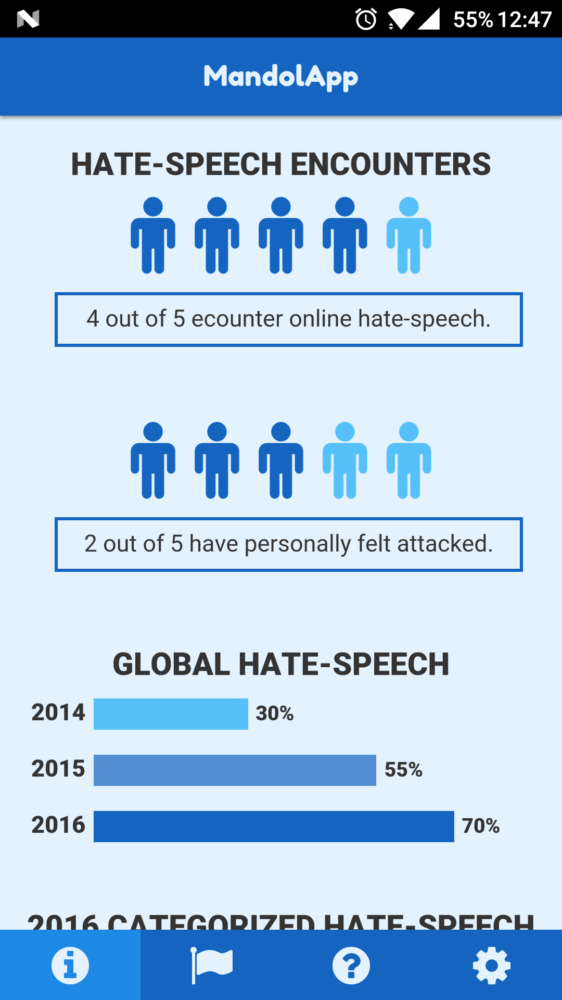 55% 12:47
MandolApp
HATE-SPEECH ENCOUNTERS
4 out of 5 ecounter online hate-speech.
2 out of 5 have personally felt attacked.
GLOBAL HATE-SPEECH
2014 30%
2015 55%
2016 70%
2016 CATEGORIZED HATE-SPEECH